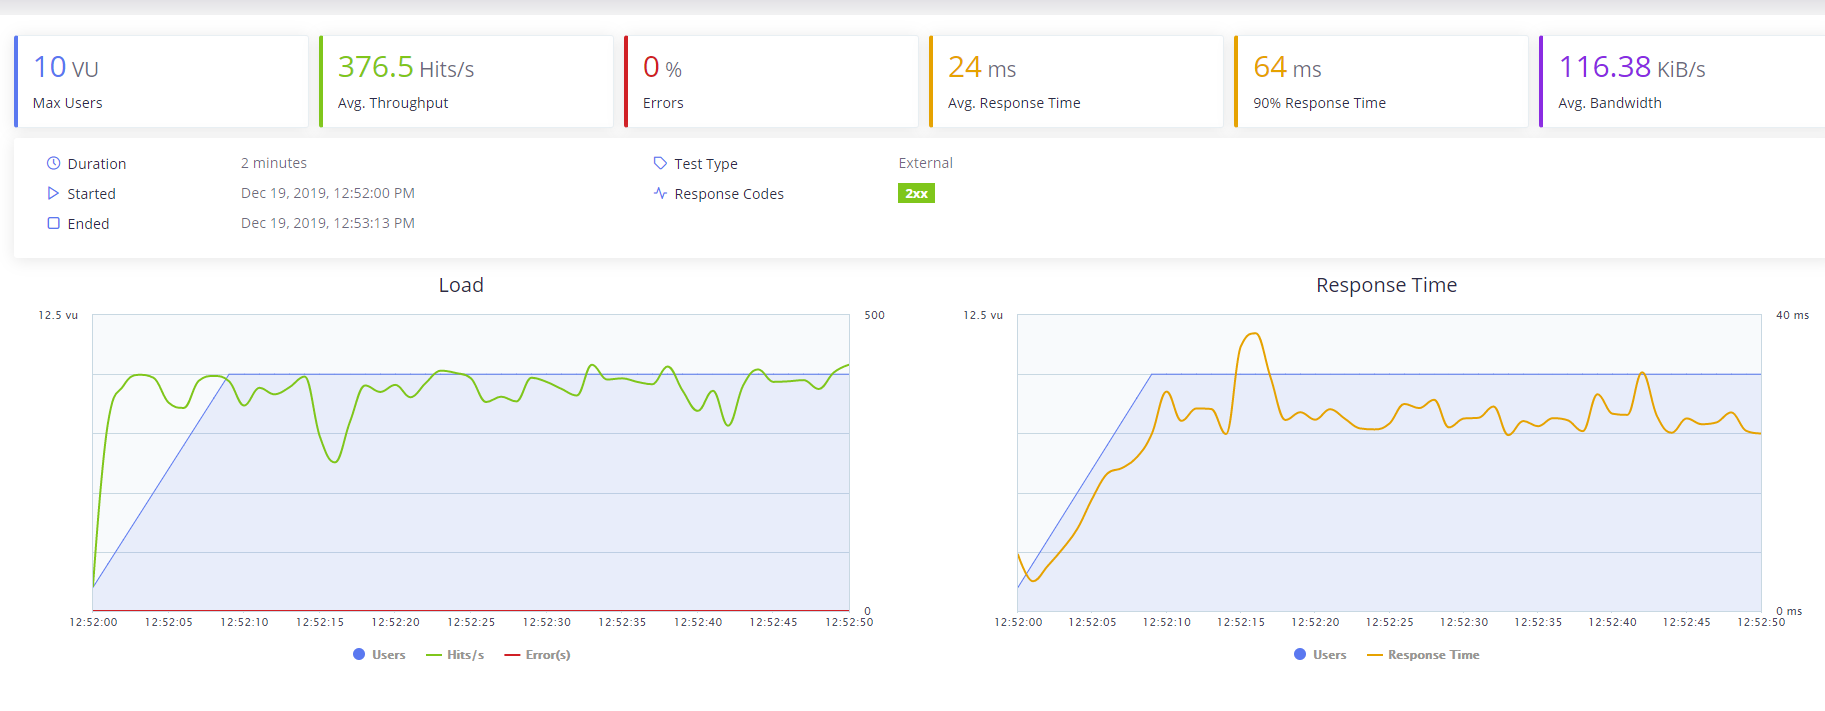 10 VU
Max Users
376.5 Hits/s
Avg. Throughput
0 %
Errors
24 ms
Avg. Response Time
64 ms
90% Response Time
116.38 KiB/s
Avg. Bandwidth
Duration 2 minutes
Started Dec 19, 2019, 12:52:00 PM
Ended Dec 19, 2019, 12:53:13 PM
Test Type External
Response Codes 2xx
Load
12.5 vu 500
0
12:52:00 12:52:05 12:52:10 12:52:15 12:52:20 12:52:25 12:52:30 12:52:35 12:52:40 12:52:45 12:52:50
Users Hits/s Error(s)
Response Time
12.5 vu 40 ms
0 ms
12:52:00 12:52:05 12:52:10 12:52:15 12:52:20 12:52:25 12:52:30 12:52:35 12:52:40 12:52:45 12:52:50
Users Response Time